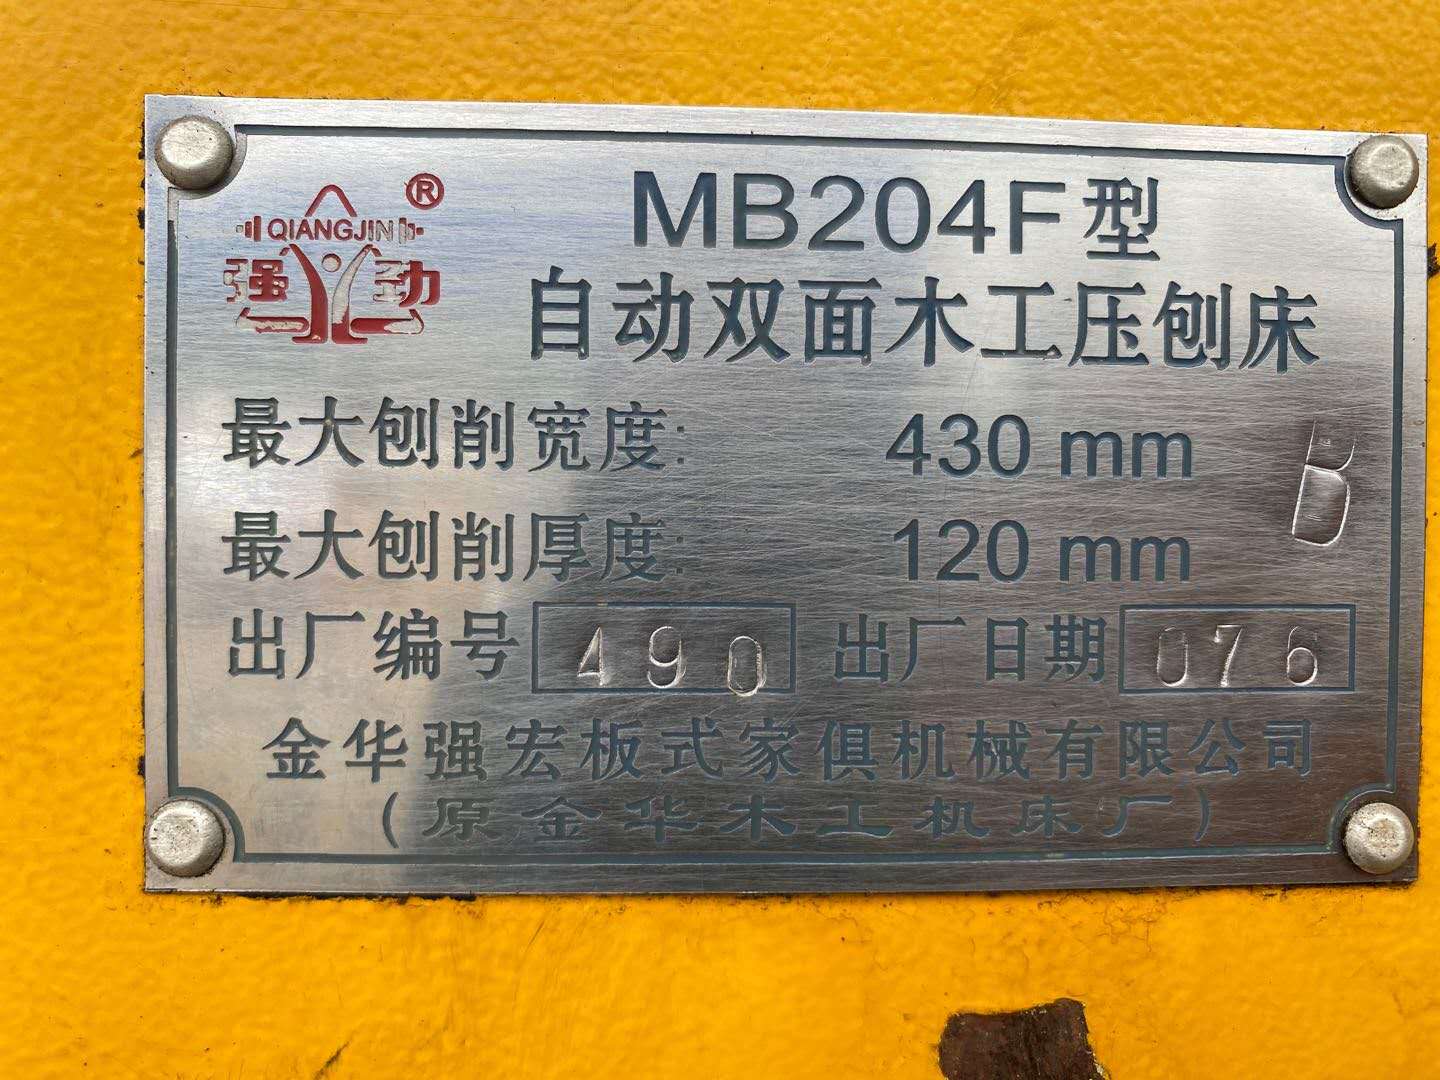 QIANGJIN ®
强劲
MB204F型
自动双面木工压刨床
最大刨削宽度: 430 mm
B
最大刨削厚度: 120 mm
出厂编号 490 出厂日期 076
金华强宏板式家俱机械有限公司
(原金华木工机床厂)